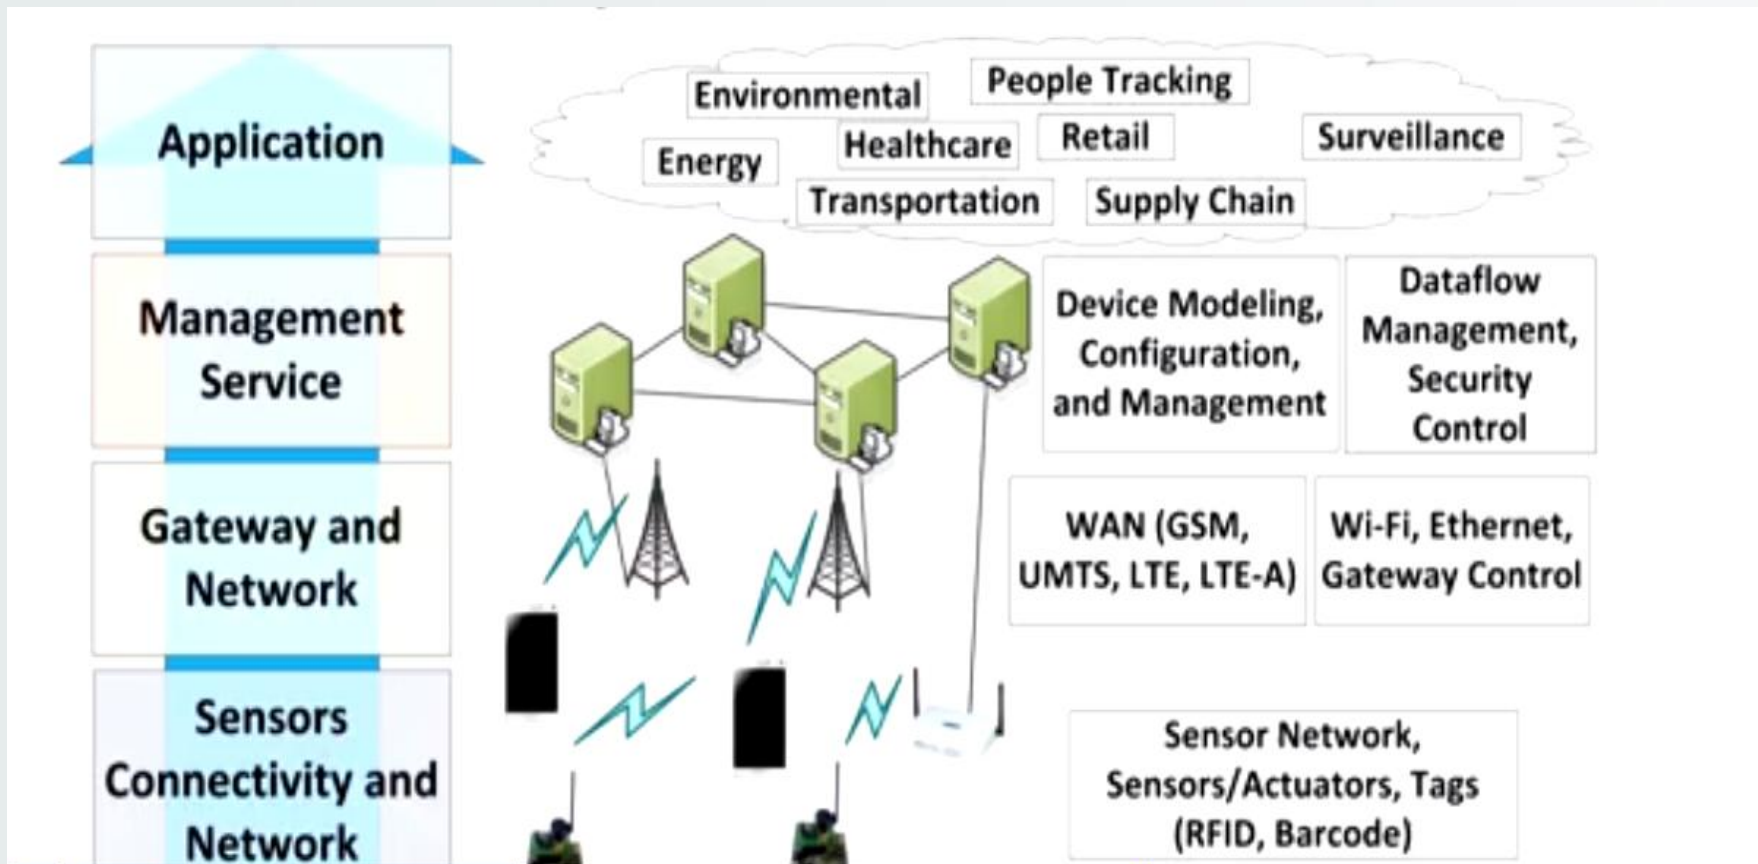 Application
Environmental
People Tracking
Energy
Healthcare
Retail
Surveillance
Transportation
Supply Chain
Management
Service
Device Modeling,
Configuration,
and Management
Dataflow
Management,
Security
Control
Gateway and
Network
WAN (GSM,
UMTS, LTE, LTE-A)
Wi-Fi, Ethernet,
Gateway Control
Sensors
Connectivity and
Network
Sensor Network,
Sensors/Actuators, Tags
(RFID, Barcode)